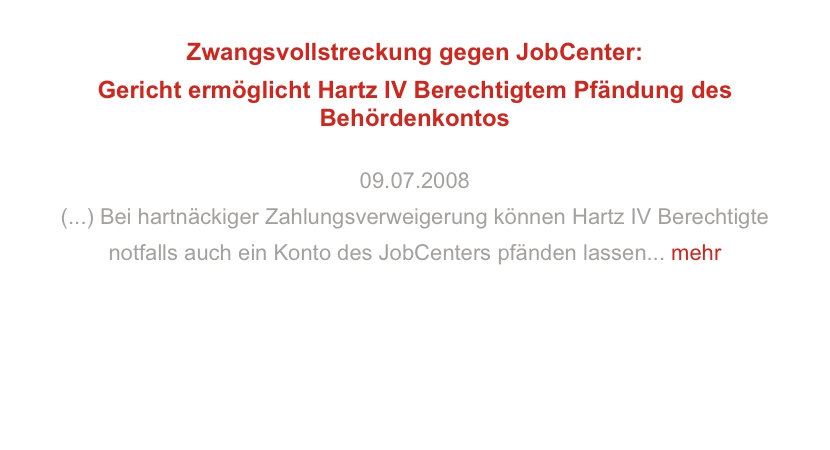 Zwangsvollstreckung gegen JobCenter:
Gericht ermöglicht Hartz IV Berechtigtem Pfändung des
Behördenkontos
09.07.2008
(...) Bei hartnäckiger Zahlungsverweigerung können Hartz IV Berechtigte
notfalls auch ein Konto des JobCenters pfänden lassen... mehr